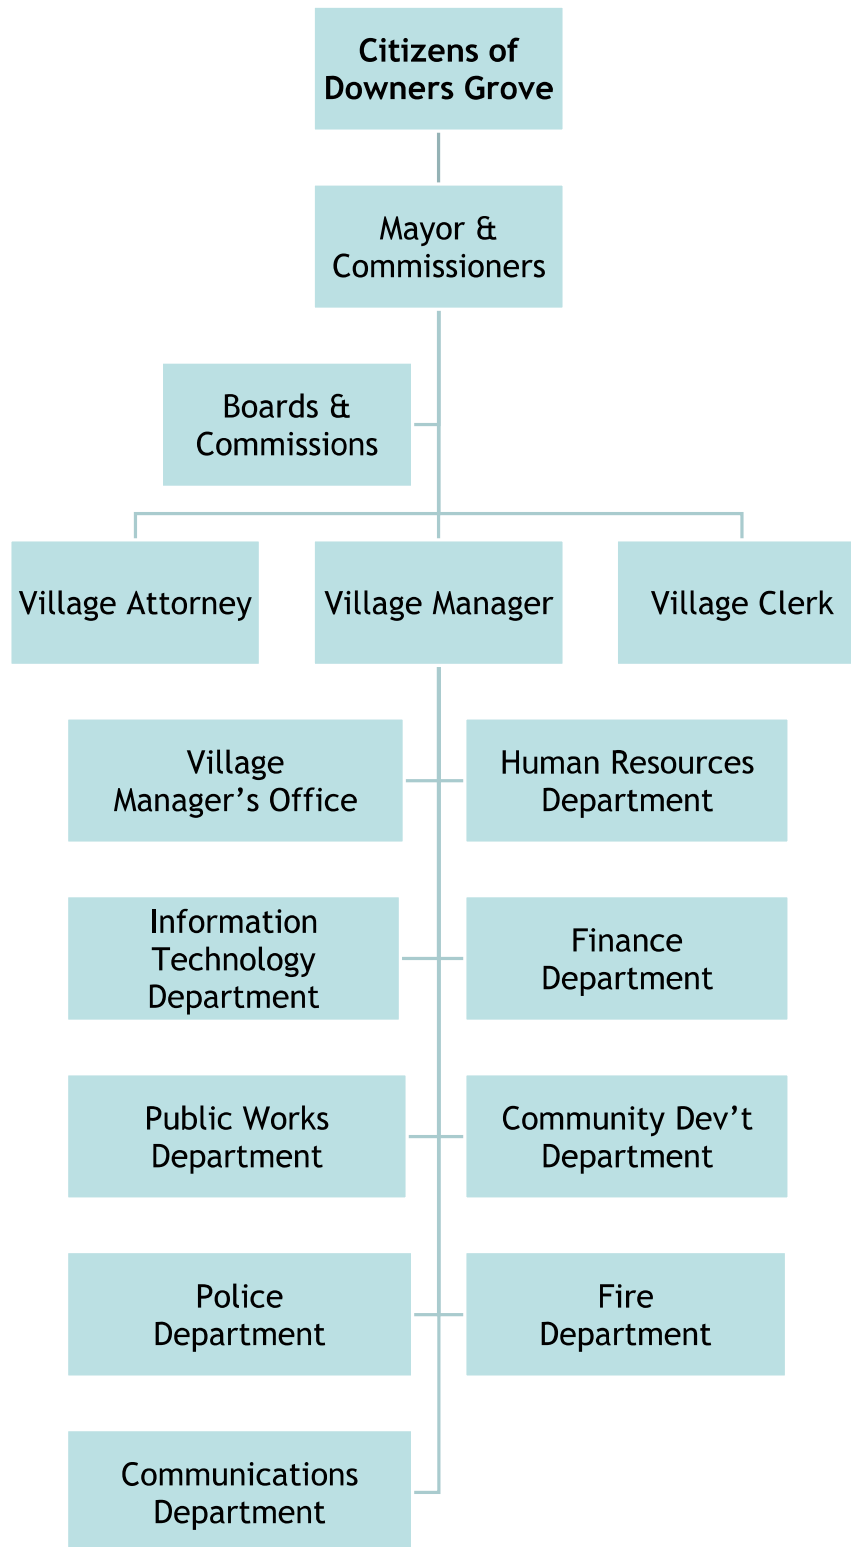 Citizens of
Downers Grove
Mayor &
Commissioners
Boards &
Commissions
Village Attorney
Village Manager
Village Clerk
Village
Manager’s Office
Human Resources
Department
Information
Technology
Department
Finance
Department
Public Works
Department
Community Dev’t
Department
Police
Department
Fire
Department
Communications
Department